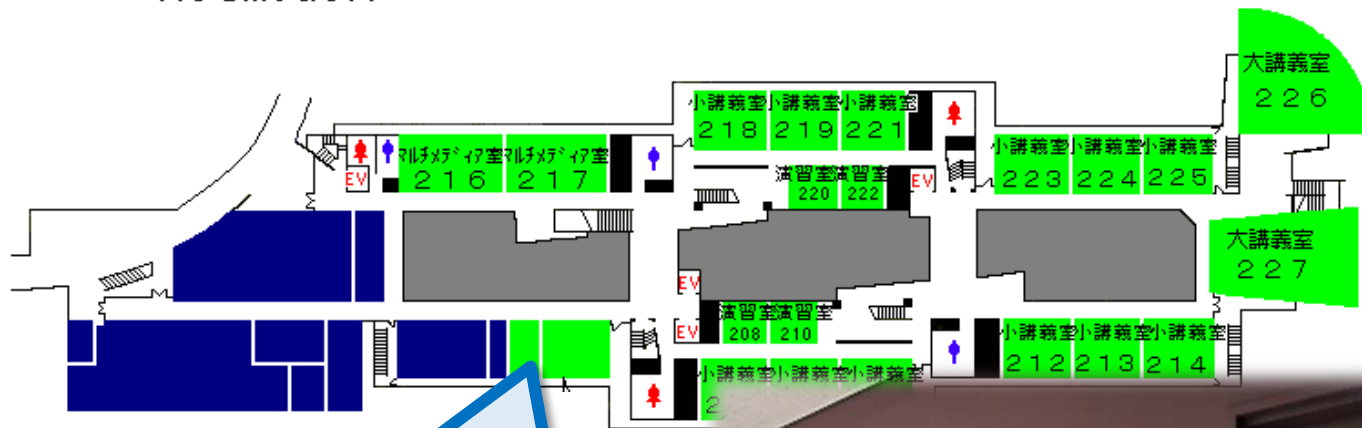 大講義室
226
小講義室 小講義室 小講義室
218 219 221
マルチメディア室 マルチメディア室
216 217
EV
演習室 演習室
220 222
EV
小講義室 小講義室 小講義室
223 224 225
大講義室
227
EV
EV
演習室 演習室
208 210
小講義室 小講義室 小講義室
212 213 214
小講義室 小講義室 小講義室
2